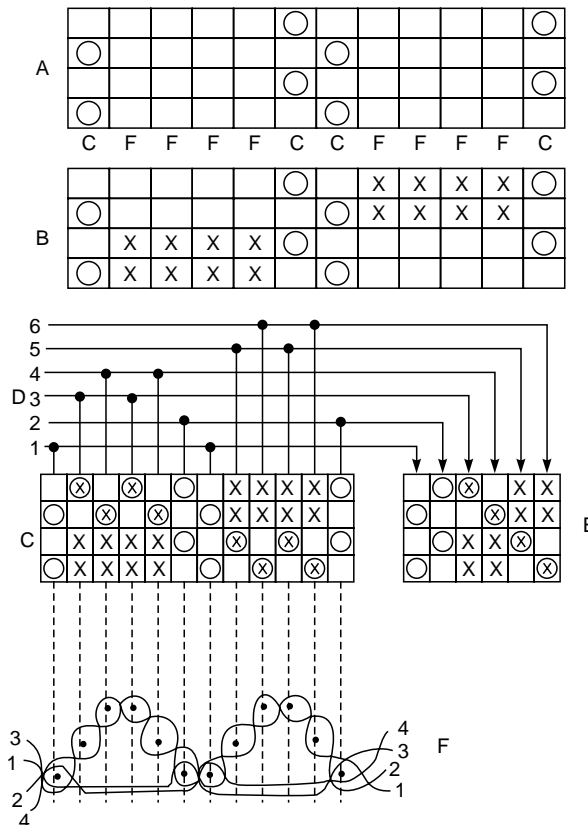 A
C F F F F C C F F F F C
X X X X
X X X X
B
X X X X
X X X X
6
5
4
D 3
2
1
X X X X X X X X
X X X X X X X X
C X X X X X X E
X X X X X X
X X X
X X X
X X X
X X X
3 4
1 3 F
2 2
4 1